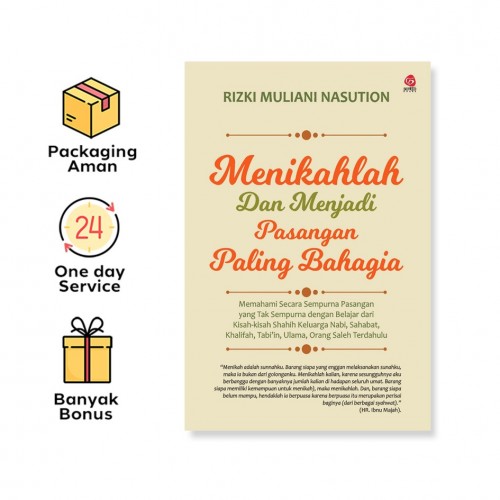 RIZKI MULIANI NASUTION
Menikahlah
Dan Menjadi
Pasangan
Paling Bahagia
Memahami Secara Sempurna Pasangan
yang Tak Sempurna dengan Belajar dari
Kisah-kisah Shahih Keluarga Nabi, Sahabat,
Khalifah, Tabi'in, Ulama, Orang Saleh Terdahulu
"Menikah adalah sunnahku. Barang siapa yang enggan melaksanakan sunahku,
maka ia bukan dari golonganku. Menikahlah kalian, karena sesungguhnya aku
berbangga dengan banyaknya jumlah kalian di hadapan seluruh umat. Barang
siapa memiliki kemampuan untuk menikah), maka menikahlah. Dan, barang siapa
belum mampu, hendaklah ia berpuasa karena berpuasa itu merupakan perisai
baginya (dari berbagai syahwat)."
(HR. Ibnu Majah).
Packaging
Aman
24
One day
Service
Banyak
Bonus